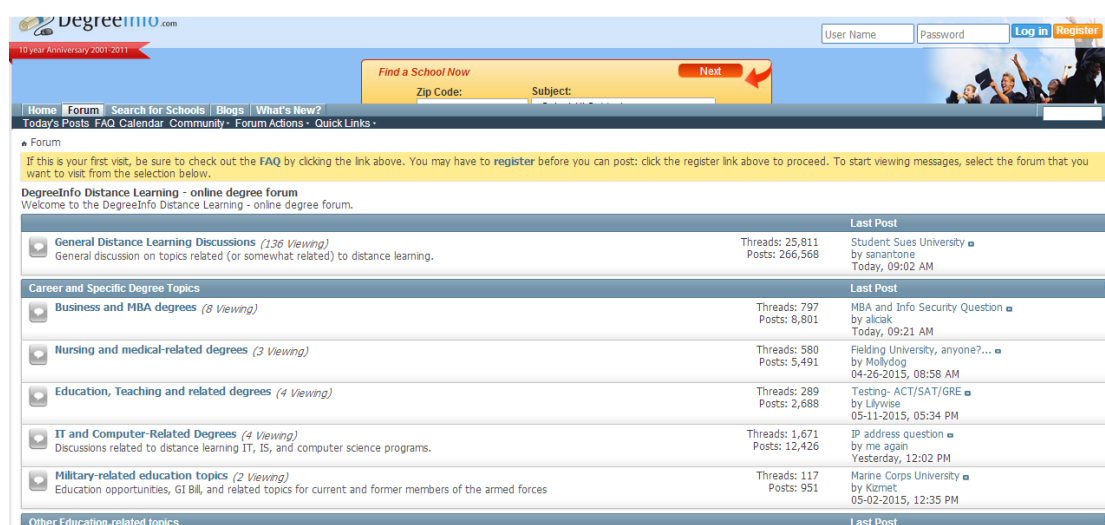 DegreeInfo.com
User Name Password Log in Register
10 year Anniversary 2001-2011
Find a School Now Next
Zip Code: Subject:
Home Forum Search for Schools Blogs What's New?
Today's Posts FAQ Calendar Community Forum Actions Quick Links
Forum
If this is your first visit, be sure to check out the FAQ by clicking the link above. You may have to register before you can post: click the register link above to proceed. To start viewing messages, select the forum that you
want to visit from the selection below.
DegreeInfo Distance Learning - online degree forum
Welcome to the DegreeInfo Distance Learning - online degree forum.
Last Post
General Distance Learning Discussions (136 Viewing) Threads: 25,811 Student Sues University
General discussion on topics related (or somewhat related) to distance learning. Posts: 266,568 by sanantone
Today, 09:02 AM
Career and Specific Degree Topics Last Post
Business and MBA degrees (8 Viewing) Threads: 797 MBA and Info Security Question
Posts: 8,801 by aliciak
Today, 09:21 AM
Nursing and medical-related degrees (3 Viewing) Threads: 580 Fielding University, anyone?...
Posts: 5,491 by Mollydog
04-26-2015, 08:58 AM
Education, Teaching and related degrees (4 Viewing) Threads: 289 Testing- ACT/SAT/GRE
Posts: 2,688 by Lilywise
05-11-2015, 05:34 PM
IT and Computer-Related Degrees (4 Viewing) Threads: 1,671 IP address question
Discussions related to distance learning IT, IS, and computer science programs. Posts: 12,426 by me again
Yesterday, 12:02 PM
Military-related education topics (2 Viewing) Threads: 117 Marine Corps University
Education opportunities, GI Bill, and related topics for current and former members of the armed forces Posts: 951 by Kizmet
05-02-2015, 12:35 PM
Other Education-related topics Last Post